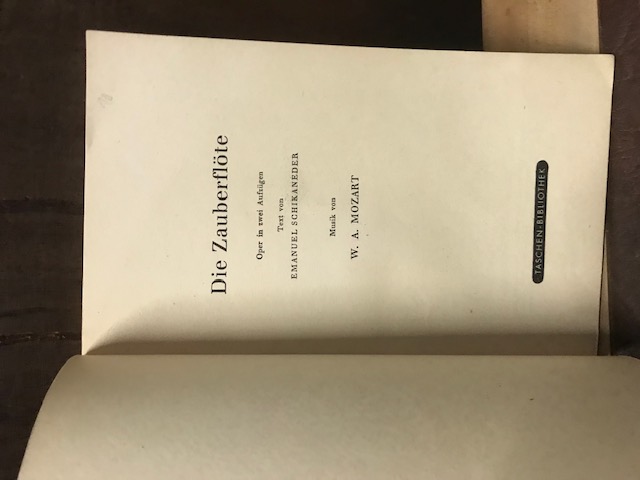 Die Zauberflöte
Oper in zwei Aufzügen
Text von
EMANUEL SCHIKANEDER
Musik von
W. A. MOZART
TASCHEN-BIBLIOTHEK